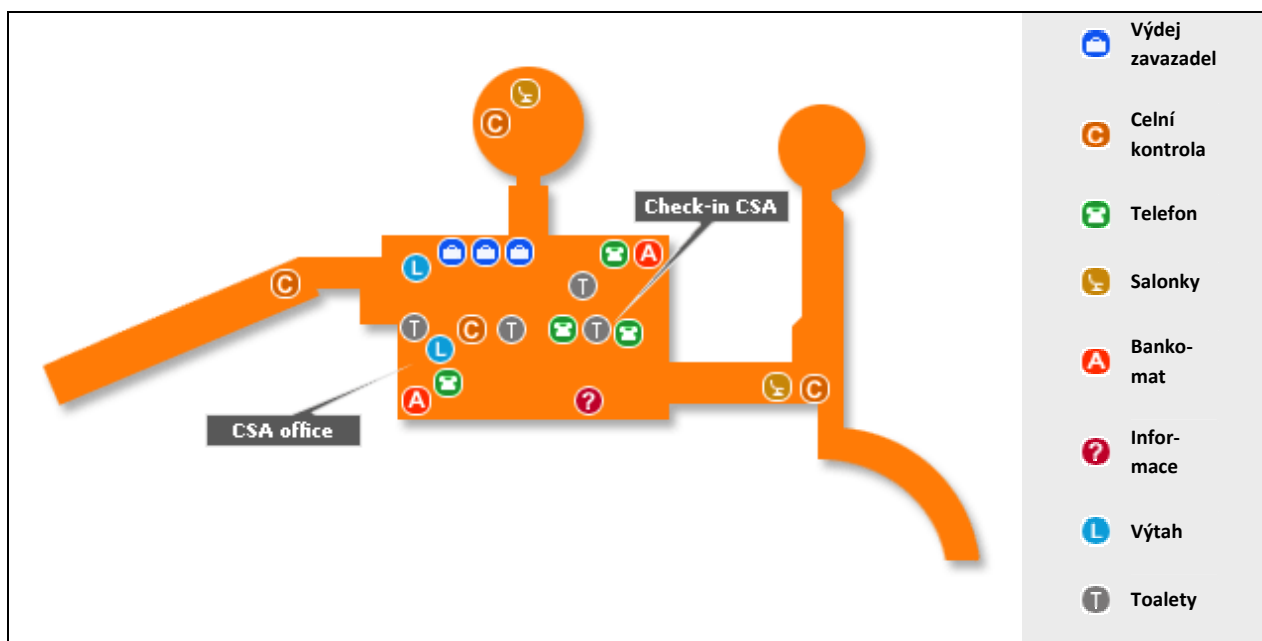 Výdej
zavazadel
C
Celní
kontrola
C
Check-in CSA
Telefon
A
L
C
T
Salonky
T
C
T
T
L
A
Banko-
mat
C
A
?
CSA office
?
Infor-
mace
L
Výtah
T
Toalety